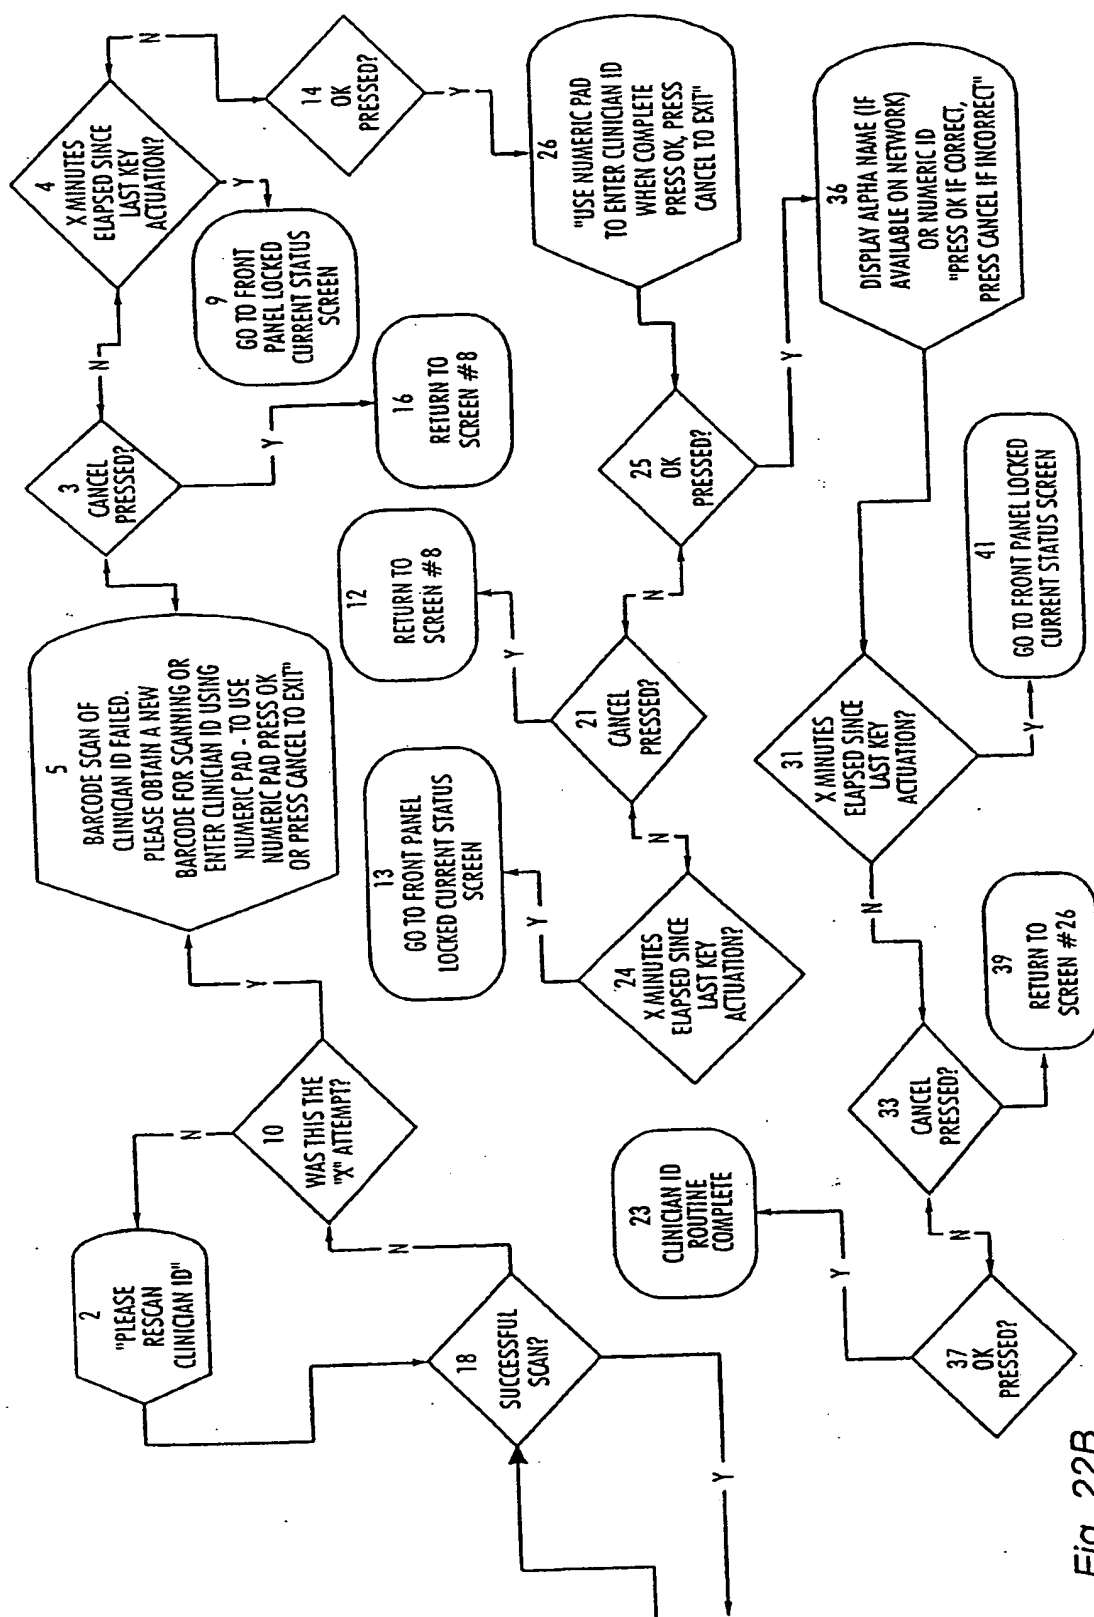 2
"PLEASE
RESCAN
CLINICIAN ID"
18
SUCCESSFUL
SCAN?
Y
N
10
WAS THIS THE
"X" ATTEMPT?
N
Y
5
BARCODE SCAN OF
CLINICIAN ID FAILED.
PLEASE OBTAIN A NEW
BARCODE FOR SCANNING OR
ENTER CLINICIAN ID USING
NUMERIC PAD - TO USE
NUMERIC PAD PRESS OK
OR PRESS CANCEL TO EXIT"
3
CANCEL
PRESSED?
Y
N
16
RETURN TO
SCREEN #8
4
X MINUTES
ELAPSED SINCE
LAST KEY
ACTUATION?
Y
N
9
GO TO FRONT
PANEL LOCKED
CURRENT STATUS
SCREEN
14
OK
PRESSED?
Y
26
"USE NUMERIC PAD
TO ENTER CLINICIAN ID
WHEN COMPLETE
PRESS OK, PRESS
CANCEL TO EXIT"
25
OK
PRESSED?
N
Y
21
CANCEL
PRESSED?
Y
N
12
RETURN TO
SCREEN #8
24
X MINUTES
ELAPSED SINCE
LAST KEY
ACTUATION?
Y
13
GO TO FRONT PANEL
LOCKED CURRENT STATUS
SCREEN
36
DISPLAY ALPHA NAME (IF
AVAILABLE ON NETWORK)
OR NUMERIC ID
"PRESS OK IF CORRECT,
PRESS CANCEL IF INCORRECT"
31
X MINUTES
ELAPSED SINCE
LAST KEY
ACTUATION?
Y
N
41
GO TO FRONT PANEL LOCKED
CURRENT STATUS SCREEN
33
CANCEL
PRESSED?
N
39
RETURN TO
SCREEN #26
37
OK
PRESSED?
Y
23
CLINICIAN ID
ROUTINE
COMPLETE
Fig. 22B